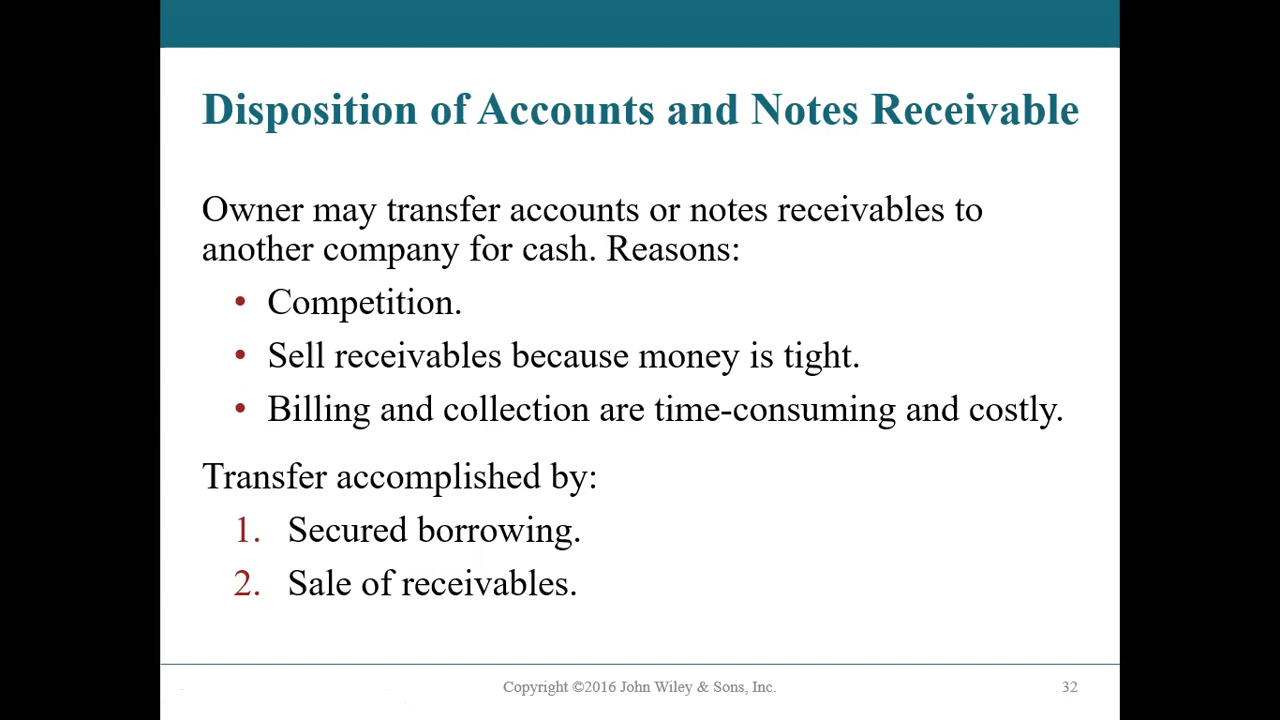 Disposition of Accounts and Notes Receivable
Owner may transfer accounts or notes receivables to
another company for cash. Reasons:
• Competition.
• Sell receivables because money is tight.
• Billing and collection are time-consuming and costly.
Transfer accomplished by:
1. Secured borrowing.
2. Sale of receivables.
Copyright ©2016 John Wiley & Sons, Inc.
32